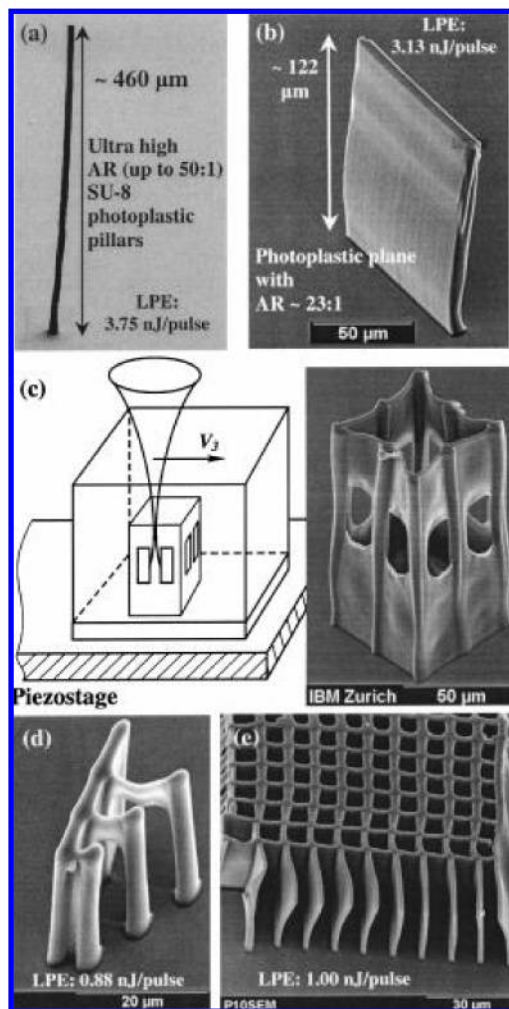 (a)
~ 460 µm
Ultra high
AR (up to 50:1)
SU-8
photoplastic
pillars
LPE:
3.75 nJ/pulse
(b)
LPE:
3.13 nJ/pulse
~ 122
µm
Photoplastic plane
with
AR ~ 23:1
50 µm
(c)
V3
Piezostage
IBM Zurich
50 µm
(d)
LPE: 0.88 nJ/pulse
20 µm
(e)
LPE: 1.00 nJ/pulse
P10SEM
30 µm